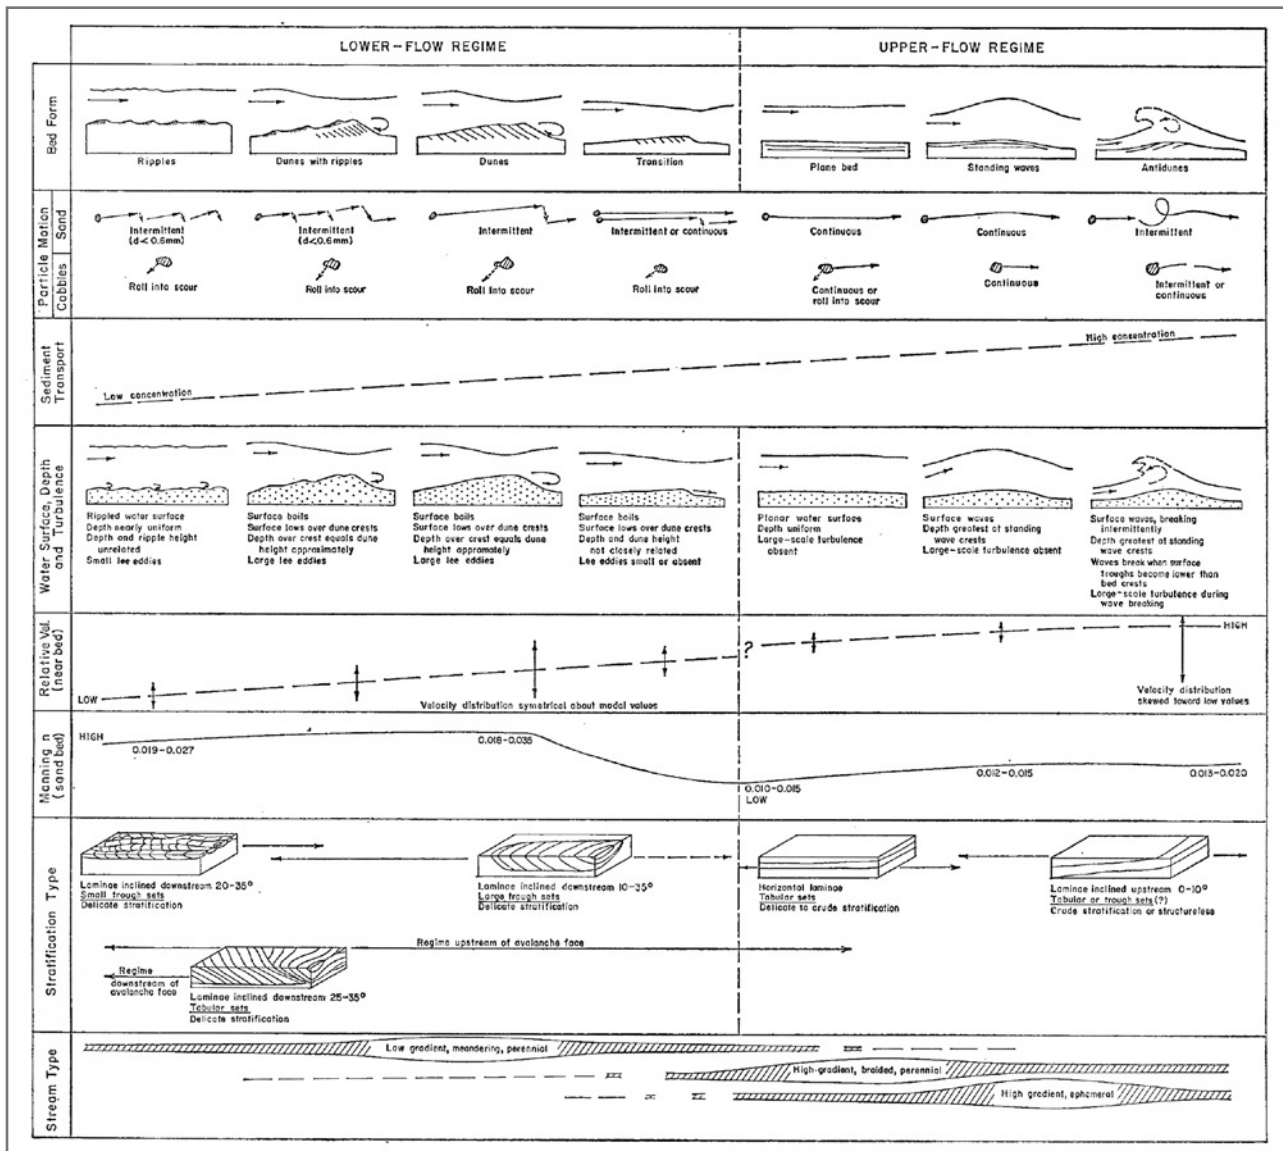 LOWER-FLOW REGIME
UPPER-FLOW REGIME
Bed Form
Ripples
Dunes with ripples
Dunes
Transition
Plane bed
Standing waves
Antidunes
Particle Motion
Sand
Intermittent
(d<0.6mm)
Intermittent
(d<0.6mm)
Intermittent
Intermittent or continuous
Continuous
Continuous
Intermittent
Cobbles
Roll into scour
Roll into scour
Roll into scour
Roll into scour
Continuous or
roll into scour
Continuous
Intermittent or
continuous
Sediment
Transport
Low concentration
High concentration
Water Surface, Depth
and Turbulence
Rippled water surface
Depth nearly uniform
Depth and ripple height
unrelated
Small lee eddies
Surface boils
Surface lows over dune crests
Depth over crest equals dune
height approximately
Large lee eddies
Surface boils
Surface lows over dune crests
Depth over crest equals dune
height appromately
Large lee eddies
Surface boils
Surface lows over dune crests
Depth and dune height
not closely related
Lee eddies small or absent
Planar water surface
Depth uniform
Large-scale turbulence
absent
Surface waves
Depth greatest at standing
wave crests
Large-scale turbulence absent
Surface waves, breaking
intermittently
Depth greatest at standing
wave crests
Waves break when surface
troughs become lower than
bed crests
Large-scale turbulence during
wave breaking
Relative Vel.
(near bed)
LOW
?
HIGH
Velocity distribution symetrical about modal values
Velocity distribution
skewed toward low values
Manning n
(sand bed)
HIGH
0.019-0.027
0.018-0.035
0.010-0.015
LOW
0.012-0.015
0.013-0.020
Stratification Type
Laminae inclined downstream 20-35°
Small trough sets
Delicate stratification
Laminae inclined downstream 10-35°
Large trough sets
Delicate stratification
Horizontal laminae
Tabular sets
Delicate to crude stratification
Laminae inclined upstream 0-10°
Tabular or trough sets(?)
Crude stratification or structureless
Regime upstream of avalanche face
Regime
downstream of
avalanche face
Laminae inclined downstream 25-35°
Tabular sets
Delicate stratification
Stream Type
Low gradient, meandering, perennial
High-gradient, braided, perennial
High gradient, ephemeral